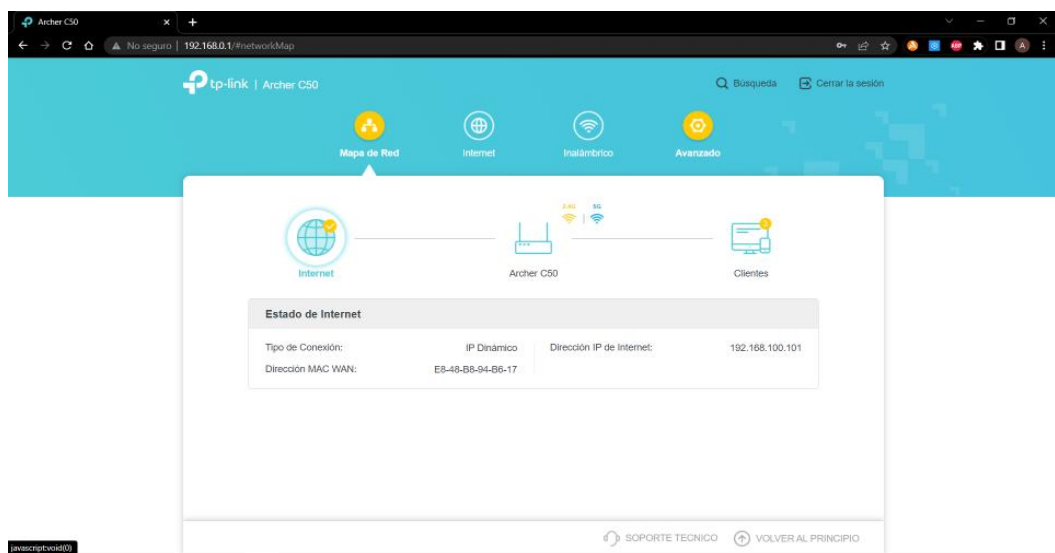 Archer C50
No seguro | 192.168.0.1/#networkMap
tp-link | Archer C50
Búsqueda
Cerrar la sesión
Mapa de Red
Internet
Inalámbrico
Avanzado
2.4G
5G
Internet
Archer C50
Clientes
Estado de Internet
Tipo de Conexión: IP Dinámico
Dirección IP de Internet: 192.168.100.101
Dirección MAC WAN: E8-48-B8-94-B6-17
SOPORTE TECNICO
VOLVER AL PRINCIPIO
javascript:void(0)